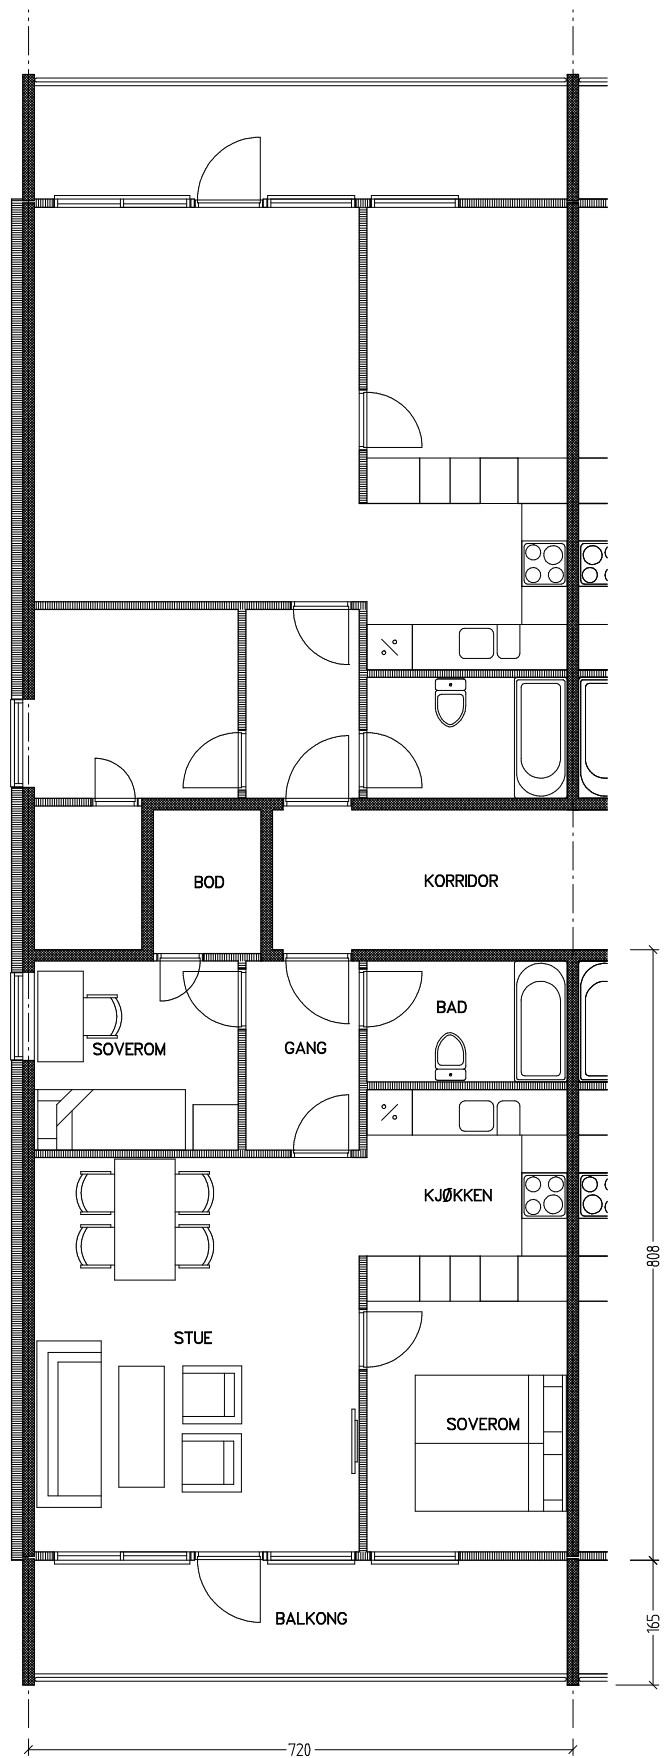 BOD
KORRIDOR
BAD
SOVEROM
GANG
KJØKKEN
808
STUE
SOVEROM
BALKONG
165
720